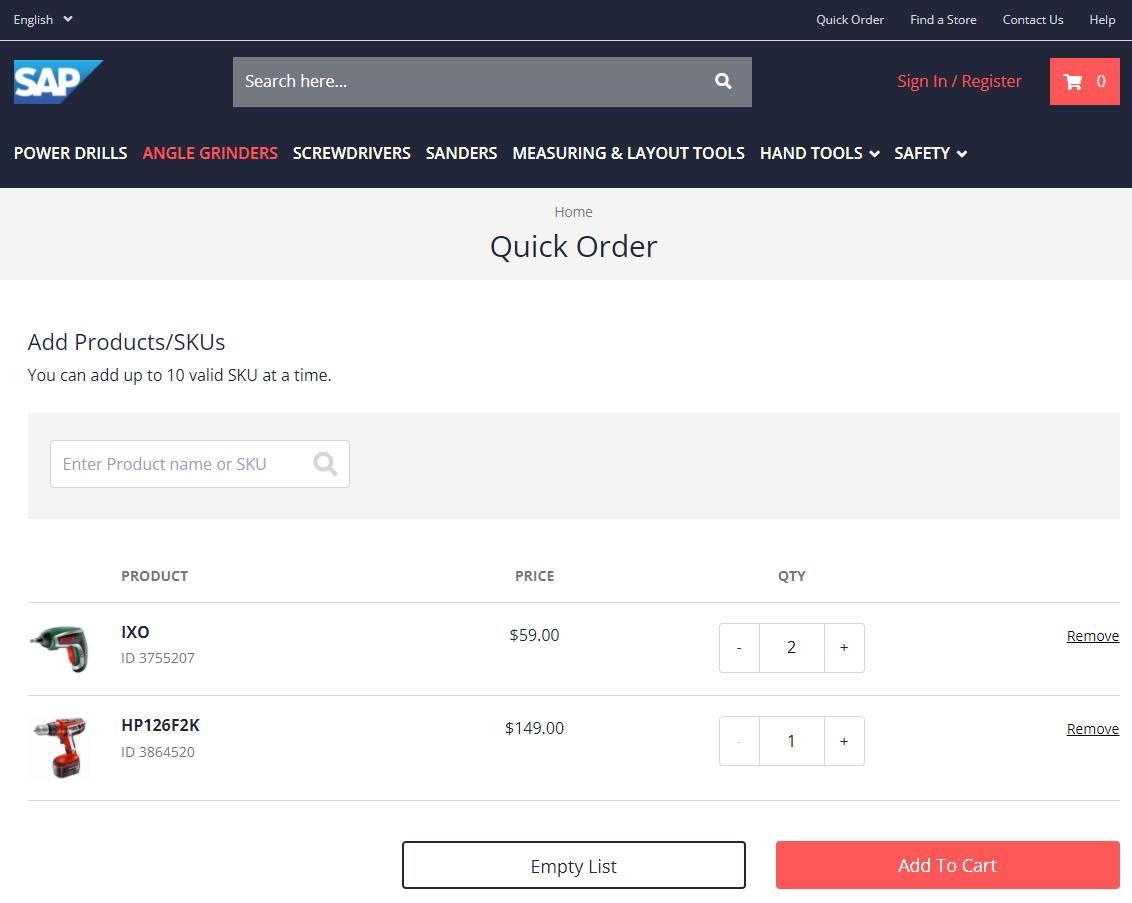 English Quick Order Find a Store Contact Us Help
SAP Search here... Sign In / Register 0
POWER DRILLS ANGLE GRINDERS SCREWDRIVERS SANDERS MEASURING & LAYOUT TOOLS HAND TOOLS SAFETY
Home
Quick Order
Add Products/SKUs
You can add up to 10 valid SKU at a time.
Enter Product name or SKU
PRODUCT PRICE QTY
IXO $59.00 - 2 + Remove
ID 3755207
HP126F2K $149.00 - 1 + Remove
ID 3864520
Empty List Add To Cart